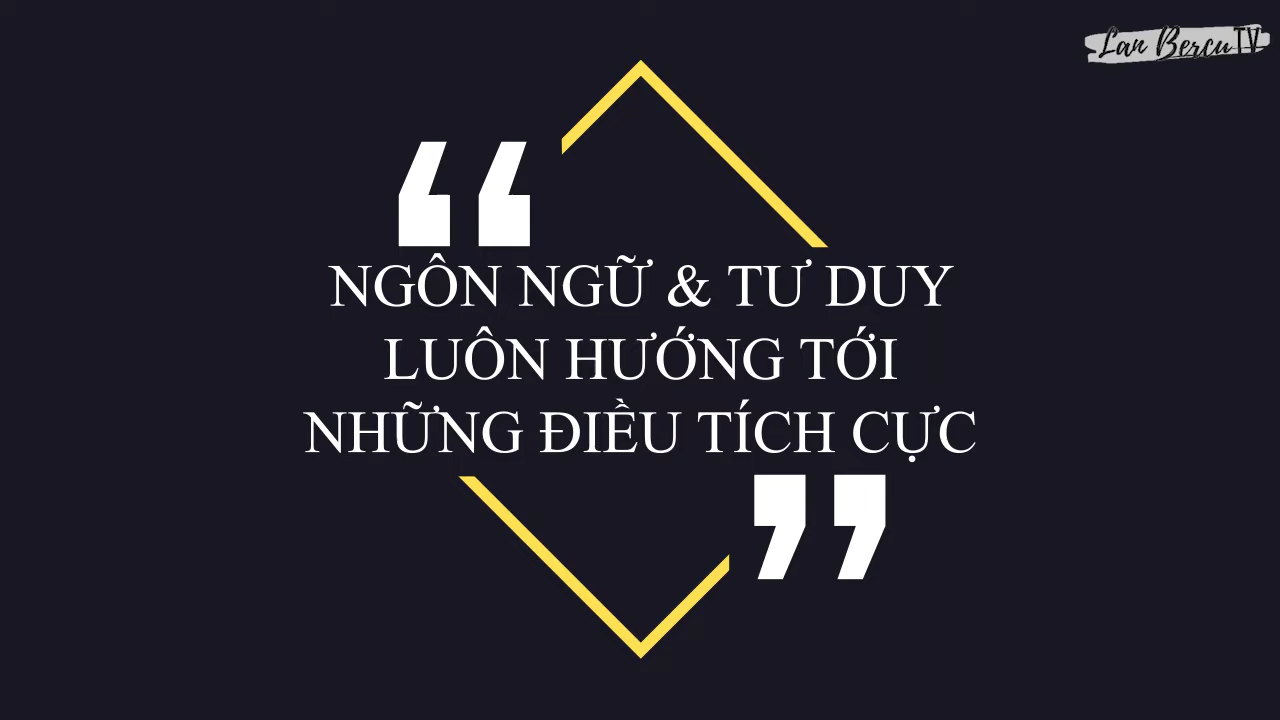 Lan Bercu TV
NGÔN NGỮ & TƯ DUY
LUÔN HƯỚNG TỚI
NHỮNG ĐIỀU TÍCH CỰC